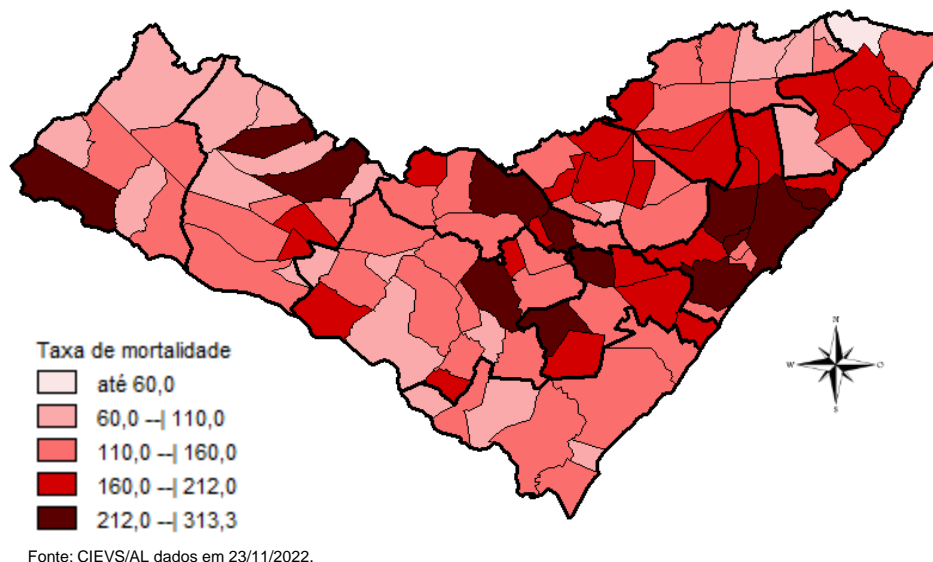 N
W
O
S
Taxa de mortalidade
até 60,0
60,0 --| 110,0
110,0 --| 160,0
160,0 --| 212,0
212,0 --| 313,3
Fonte: CIEVS/AL dados em 23/11/2022.